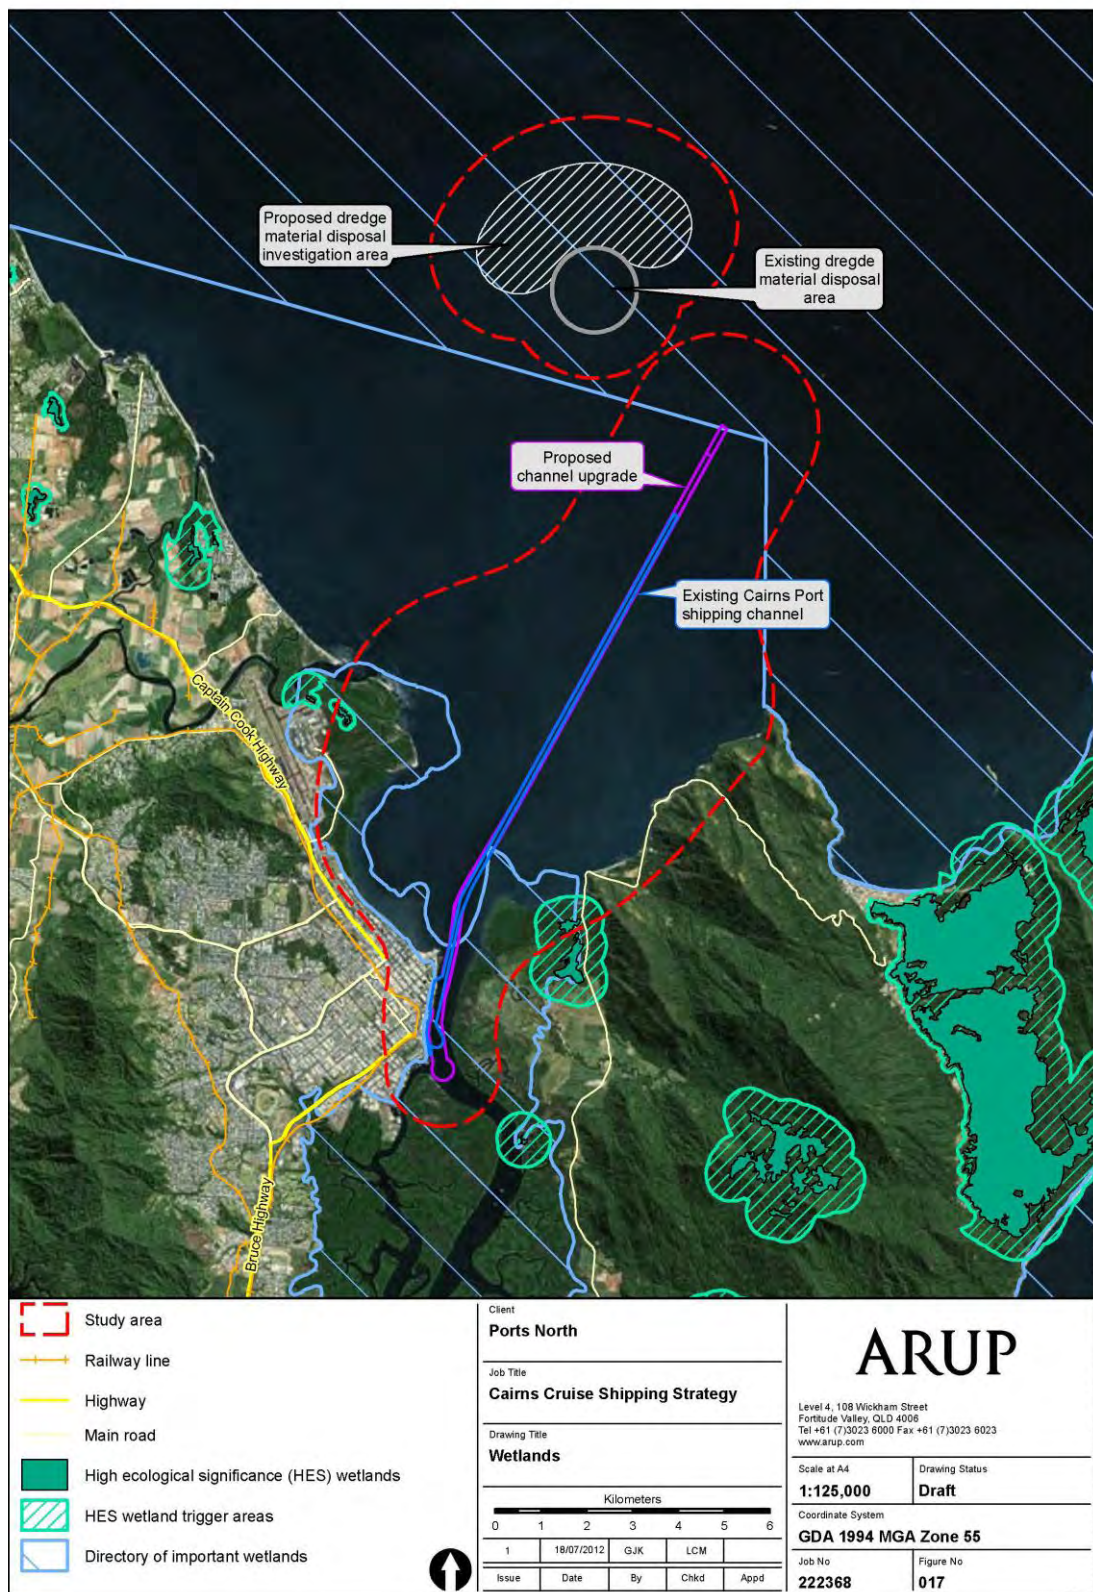 Proposed dredge
material disposal
investigation area
Existing dregde
material disposal
area
Proposed
channel upgrade
Existing Cairns Port
shipping channel
Captain Cook Highway
Bruce Highway
Study area
Railway line
Highway
Main road
High ecological significance (HES) wetlands
HES wetland trigger areas
Directory of important wetlands
Client
Ports North
Job Title
Cairns Cruise Shipping Strategy
Drawing Title
Wetlands
Kilometers
0 1 2 3 4 5 6
1 18/07/2012 GJK LCM
Issue Date By Chkd Appd
ARUP
Level 4, 108 Wickham Street
Fortitude Valley, QLD 4006
Tel +61 (7)3023 6000 Fax +61 (7)3023 6023
www.arup.com
Scale at A4
1:125,000
Drawing Status
Draft
Coordinate System
GDA 1994 MGA Zone 55
Job No
222368
Figure No
017